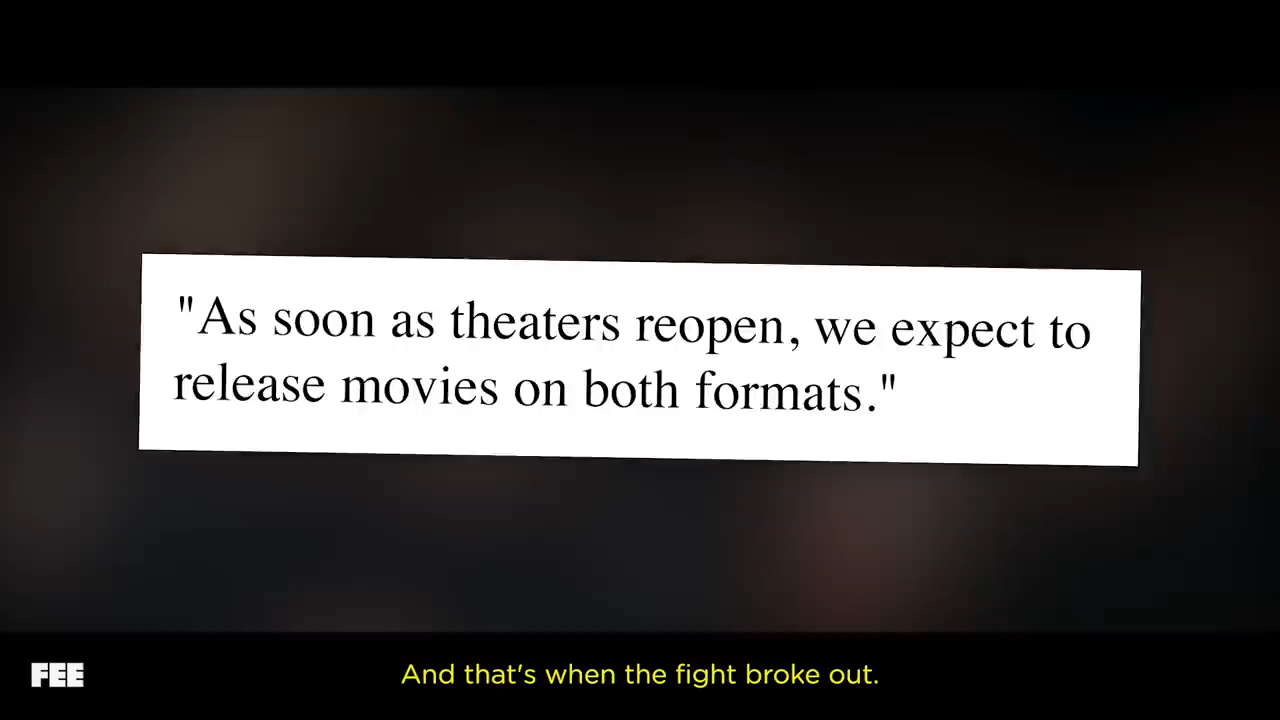 "As soon as theaters reopen, we expect to
release movies on both formats."
FEE
And that's when the fight broke out.